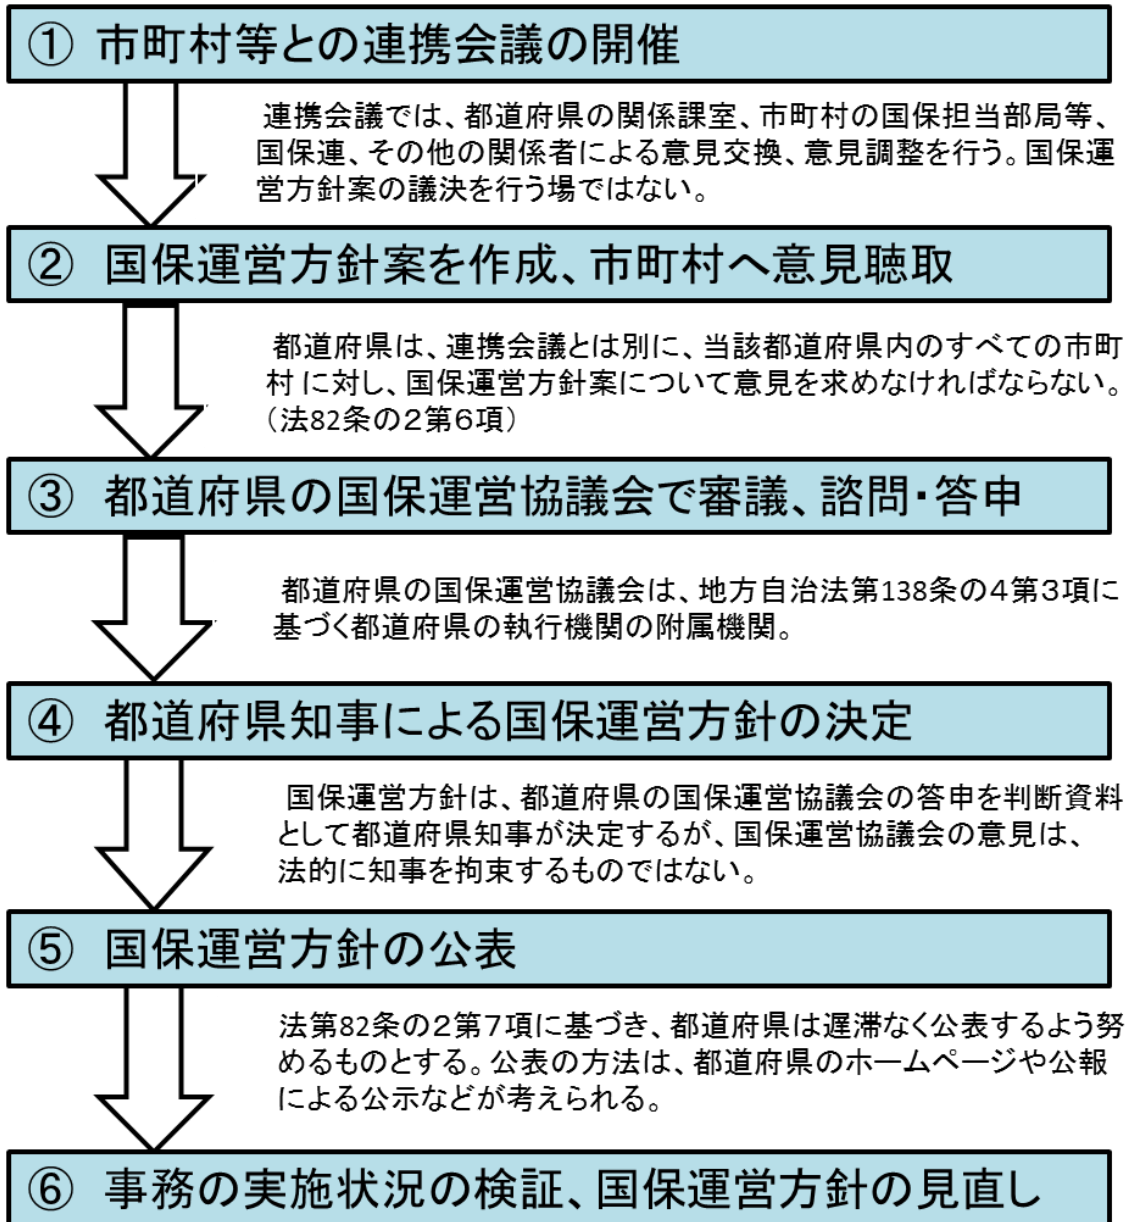 ① 市町村等との連携会議の開催
連携会議では、都道府県の関係課室、市町村の国保担当部局等、
国保連、その他の関係者による意見交換、意見調整を行う。国保運
営方針案の議決を行う場ではない。
② 国保運営方針案を作成、市町村へ意見聴取
都道府県は、連携会議とは別に、当該都道府県内のすべての市町
村に対し、国保運営方針案について意見を求めなければならない。
（法82条の２第６項）
③ 都道府県の国保運営協議会で審議、諮問・答申
都道府県の国保運営協議会は、地方自治法第138条の４第３項に
基づく都道府県の執行機関の附属機関。
④ 都道府県知事による国保運営方針の決定
国保運営方針は、都道府県の国保運営協議会の答申を判断資料
として都道府県知事が決定するが、国保運営協議会の意見は、
法的に知事を拘束するものではない。
⑤ 国保運営方針の公表
法第82条の２第７項に基づき、都道府県は遅滞なく公表するよう努
めるものとする。公表の方法は、都道府県のホームページや公報
による公示などが考えられる。
⑥ 事務の実施状況の検証、国保運営方針の見直し